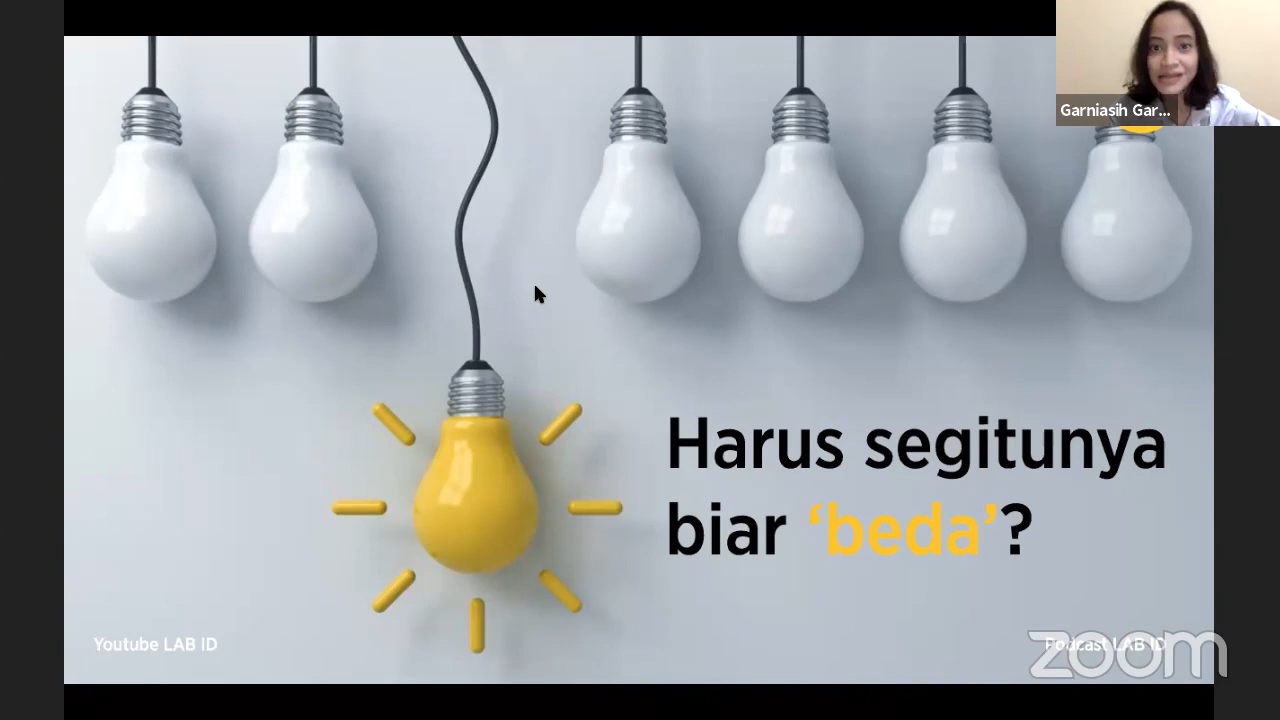 Garniasih Gar...
Harus segitunya
biar ‘beda’?
Youtube LAB ID
Podcast LAB ID
zoom